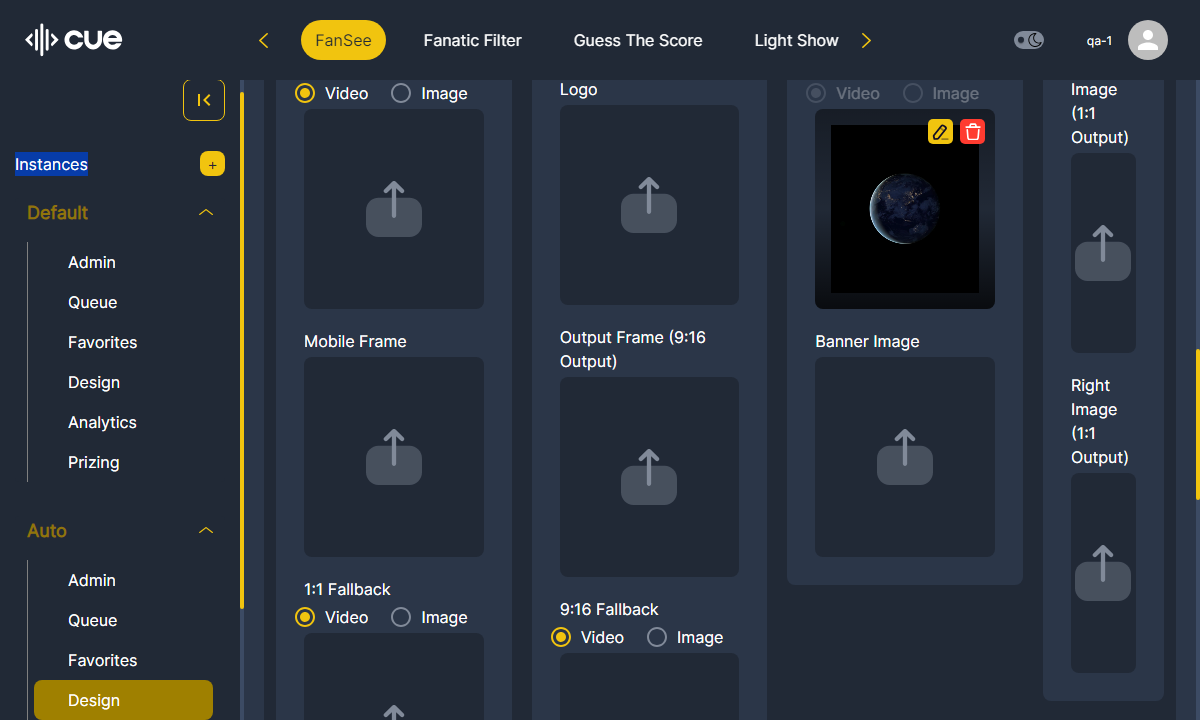 cue
FanSee
Fanatic Filter
Guess The Score
Light Show
qa-1
Instances
+
Default
Admin
Queue
Favorites
Design
Analytics
Prizing
Auto
Admin
Queue
Favorites
Design
Video Image
Mobile Frame
1:1 Fallback
Video Image
Logo
Output Frame (9:16
Output)
9:16 Fallback
Video Image
Video Image
Banner Image
Image
(1:1
Output)
Right
Image
(1:1
Output)